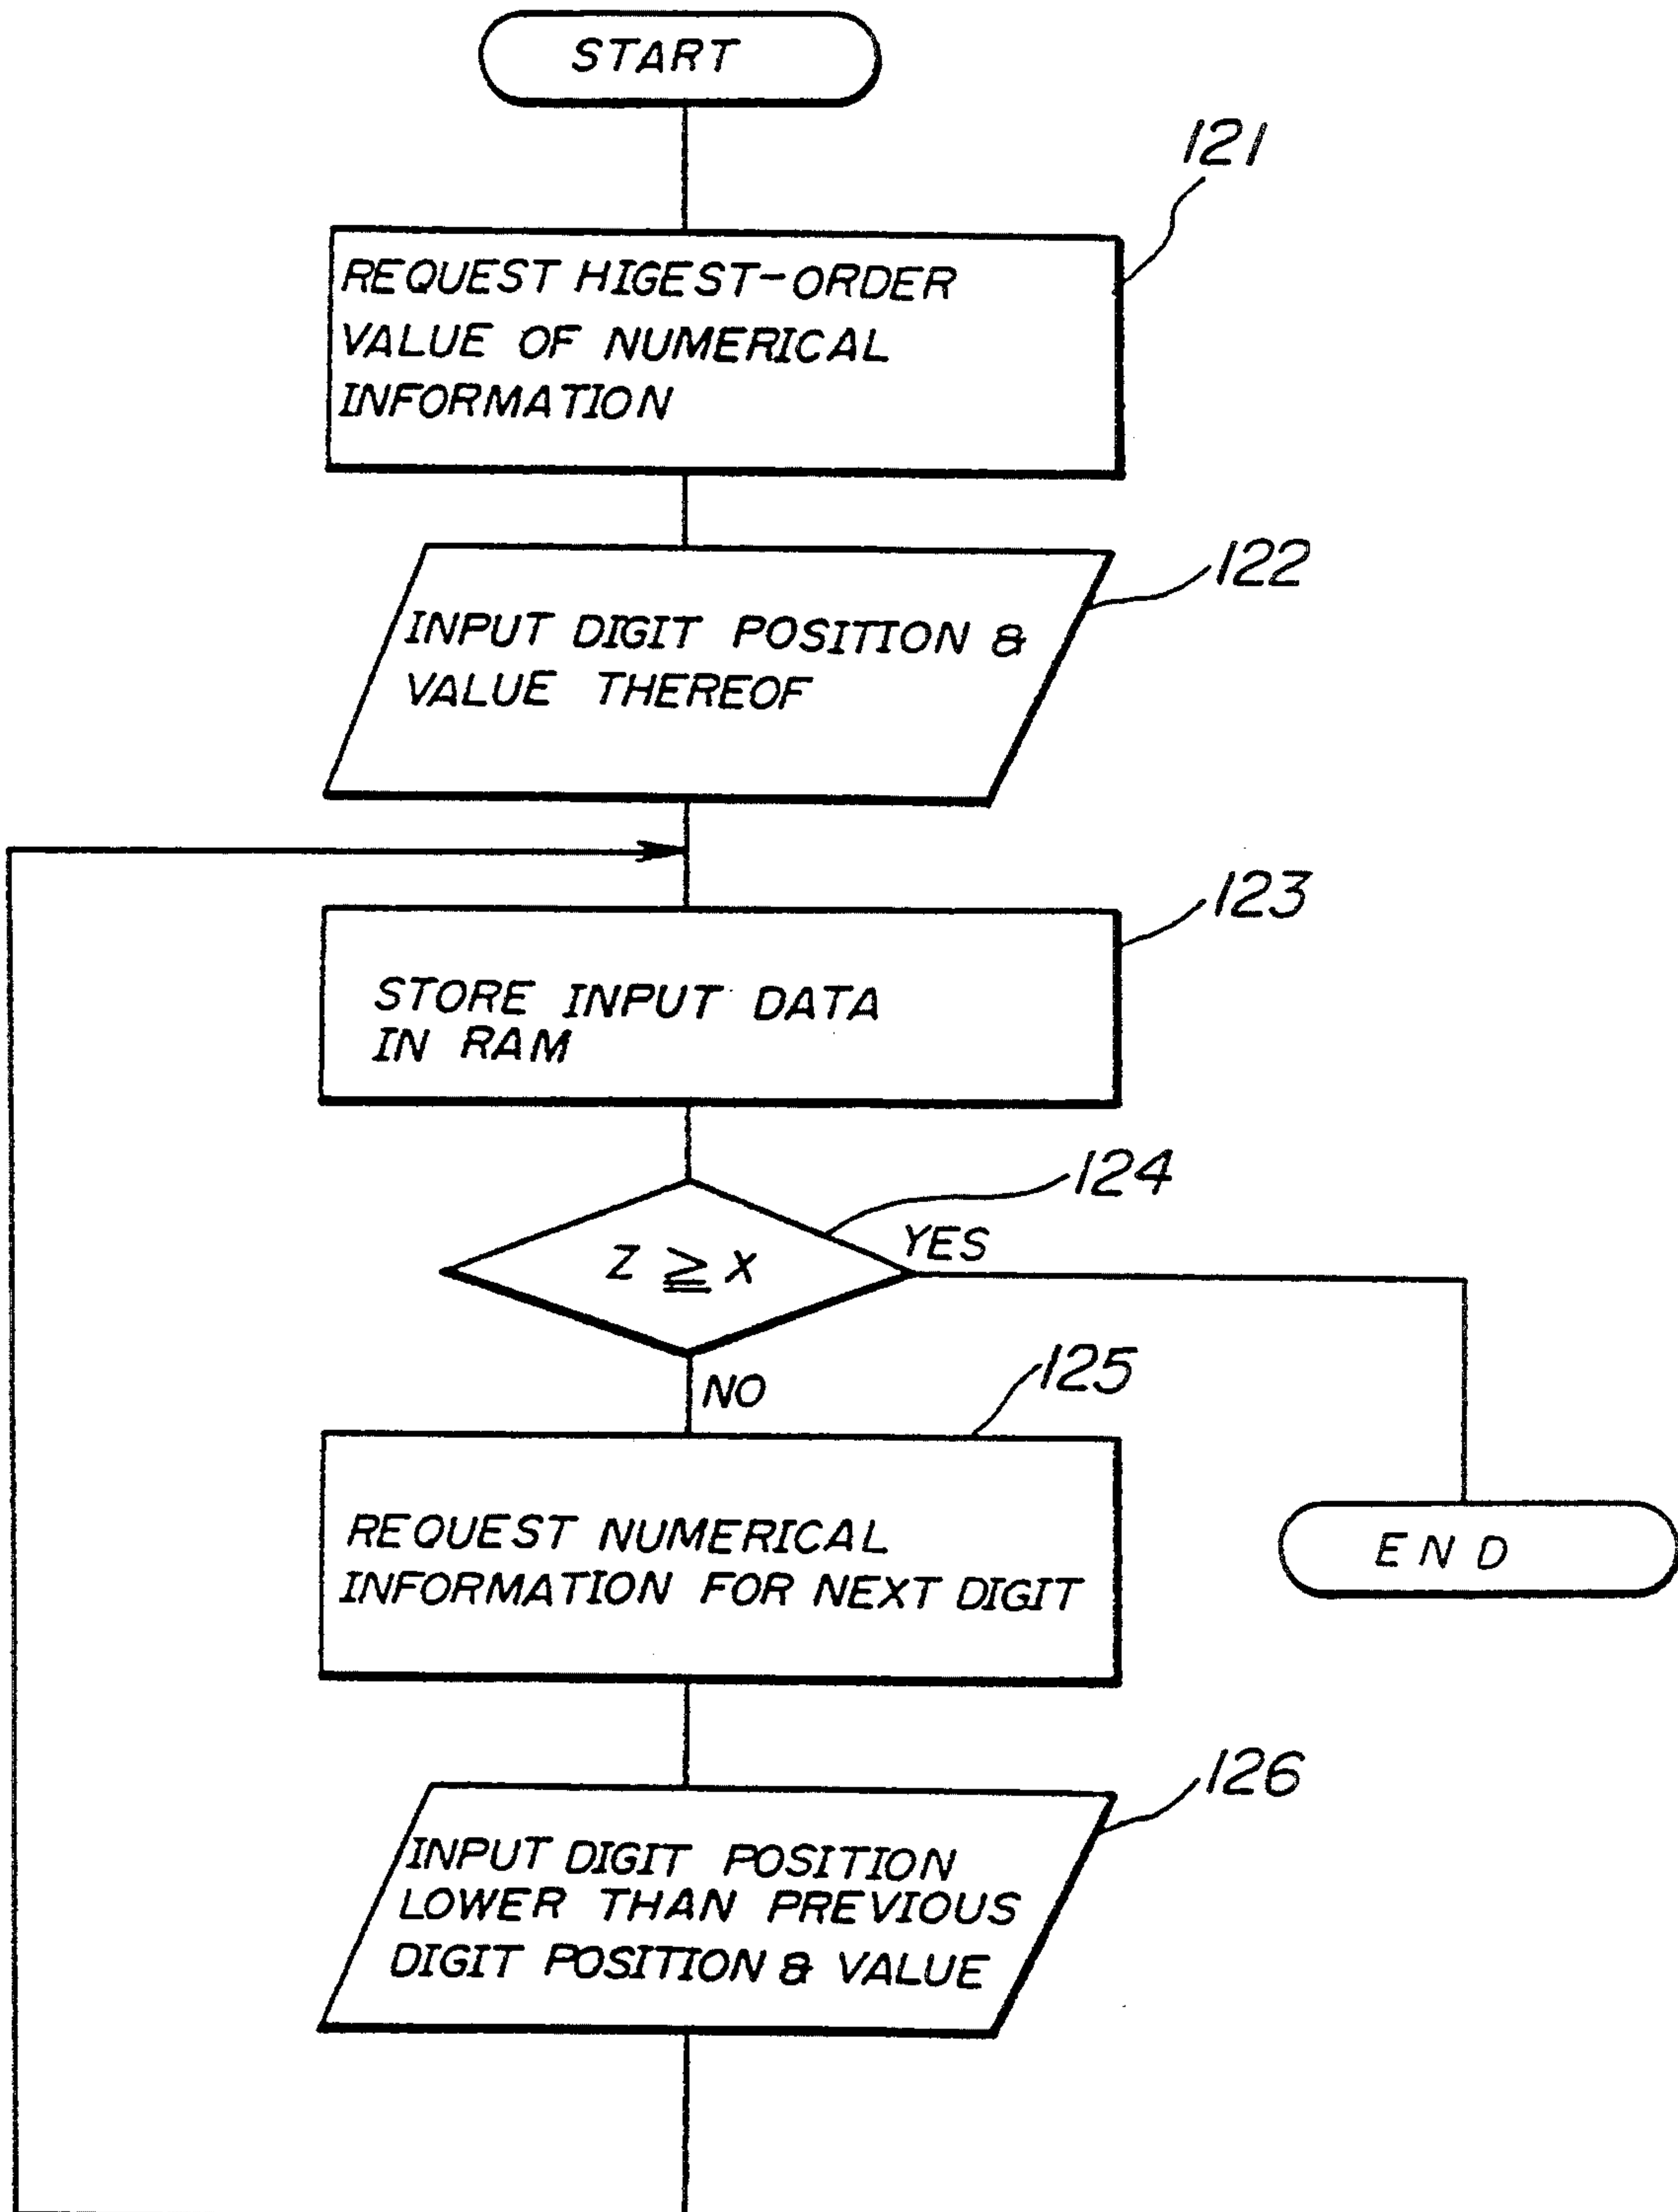 START
121
REQUEST HIGEST-ORDER
VALUE OF NUMERICAL
INFORMATION
122
INPUT DIGIT POSITION &
VALUE THEREOF
123
STORE INPUT DATA
IN RAM
124
Z ≧ X
YES
NO
125
REQUEST NUMERICAL
INFORMATION FOR NEXT DIGIT
END
126
INPUT DIGIT POSITION
LOWER THAN PREVIOUS
DIGIT POSITION & VALUE